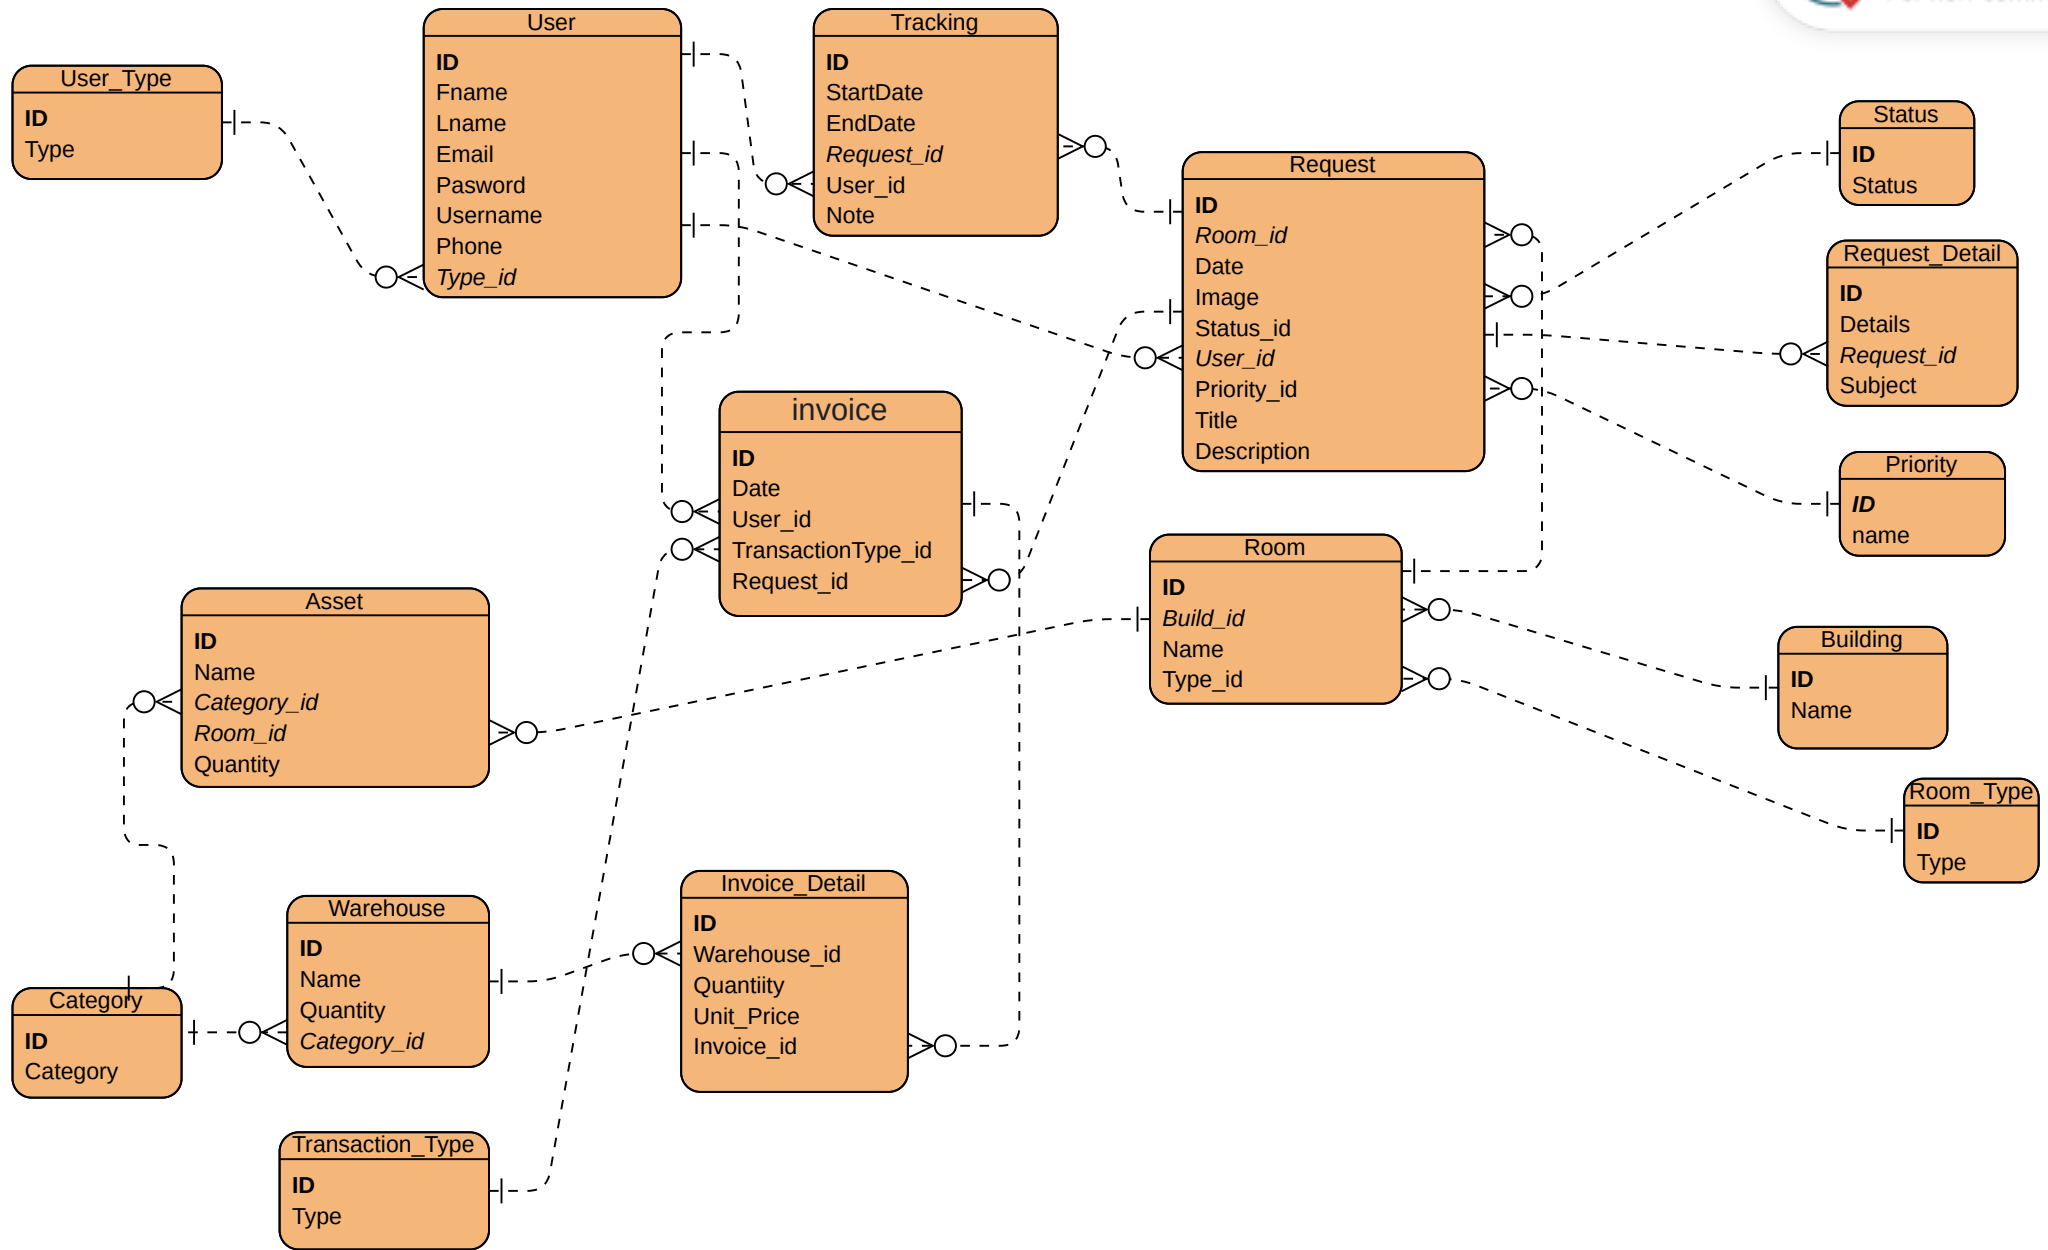 User
ID
Fname
Lname
Email
Pasword
Username
Phone
Type_id
Tracking
ID
StartDate
EndDate
Request_id
User_id
Note
User_Type
ID
Type
Request
ID
Room_id
Date
Image
Status_id
User_id
Priority_id
Title
Description
Status
ID
Status
Request_Detail
ID
Details
Request_id
Subject
Priority
ID
name
invoice
ID
Date
User_id
TransactionType_id
Request_id
Room
ID
Build_id
Name
Type_id
Asset
ID
Name
Category_id
Room_id
Quantity
Building
ID
Name
Room_Type
ID
Type
Warehouse
ID
Name
Quantity
Category_id
Invoice_Detail
ID
Warehouse_id
Quantiity
Unit_Price
Invoice_id
Category
ID
Category
Transaction_Type
ID
Type